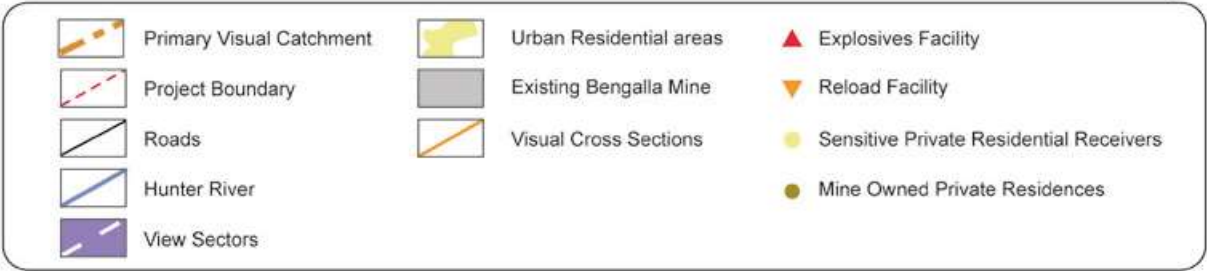 Primary Visual Catchment
Project Boundary
Roads
Hunter River
View Sectors
Urban Residential areas
Existing Bengalla Mine
Visual Cross Sections
Explosives Facility
Reload Facility
Sensitive Private Residential Receivers
Mine Owned Private Residences